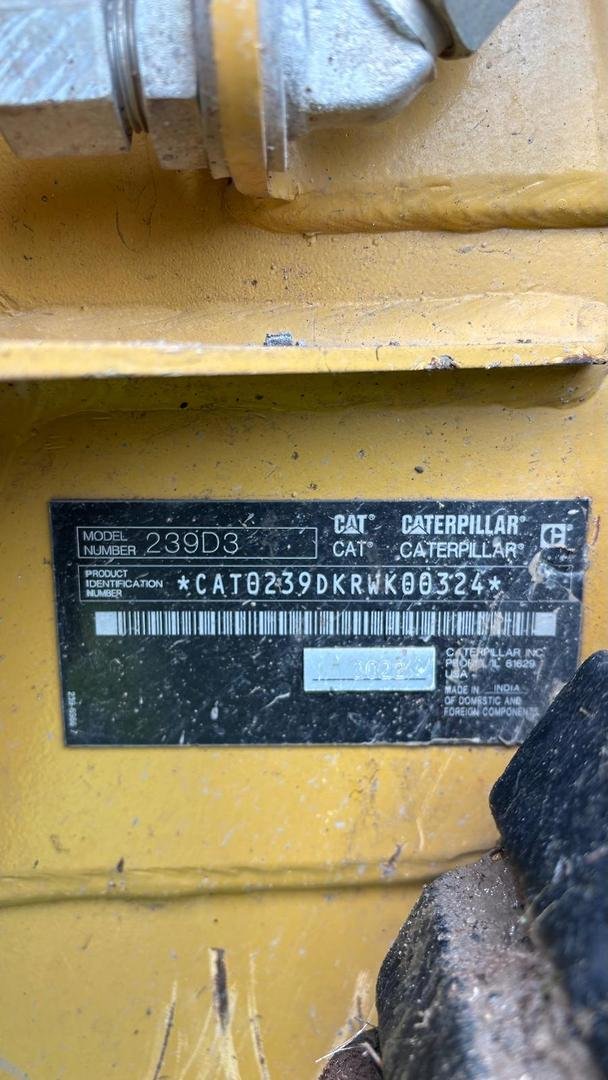 MODEL NUMBER 239D3
CAT® CATERPILLAR® C
CAT® CATERPILLAR®
PRODUCT IDENTIFICATION NUMBER *CAT0239DKRWK00324*
CATERPILLAR INC.
PEORIA, IL 61629
USA
MADE IN INDIA
OF DOMESTIC AND
FOREIGN COMPONENTS